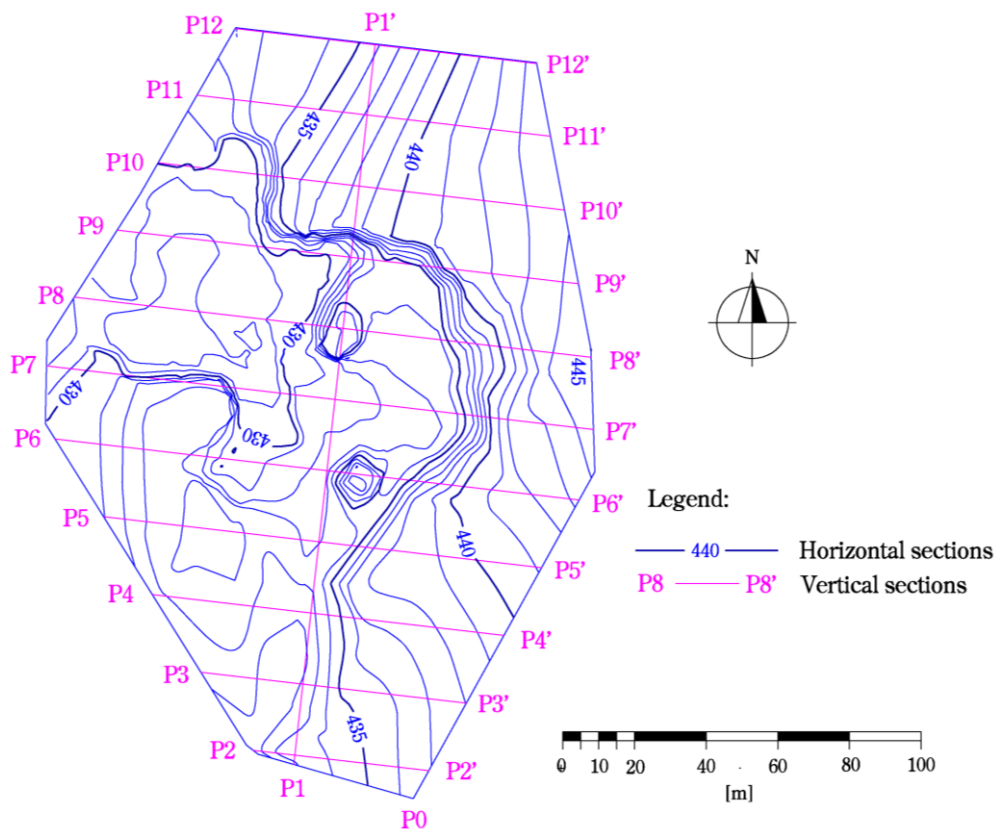 P12
P1'
P12'
P11
435
P11'
440
P10
P10'
P9
N
P9'
P8
430
P8'
445
P7
430
P7'
P6
430
P6'
Legend:
P5
440
P5'
440
Horizontal sections
P8
P8'
Vertical sections
P4
P4'
P3
P3'
435
P2
P2'
P1
P0
0 10 20 40 60 80 100
[m]